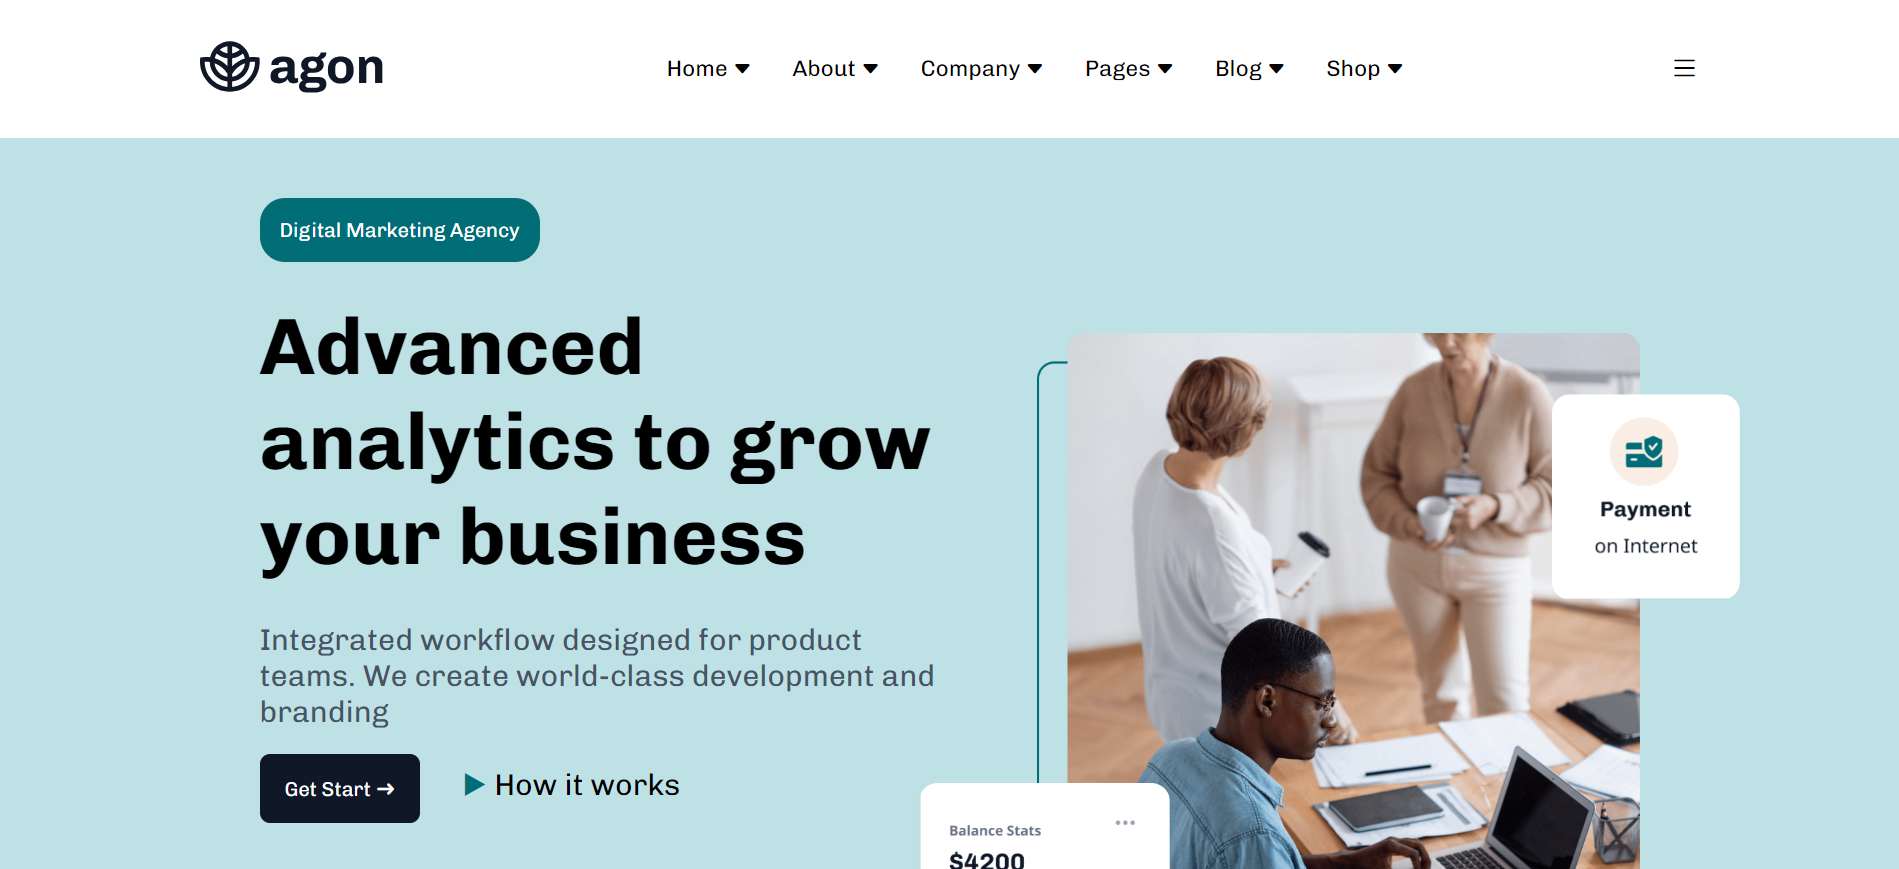 agon
Home
About
Company
Pages
Blog
Shop
Digital Marketing Agency
Advanced
analytics to grow
your business
Integrated workflow designed for product
teams. We create world-class development and
branding
Get Start →
How it works
Payment
on Internet
Balance Stats
$4200